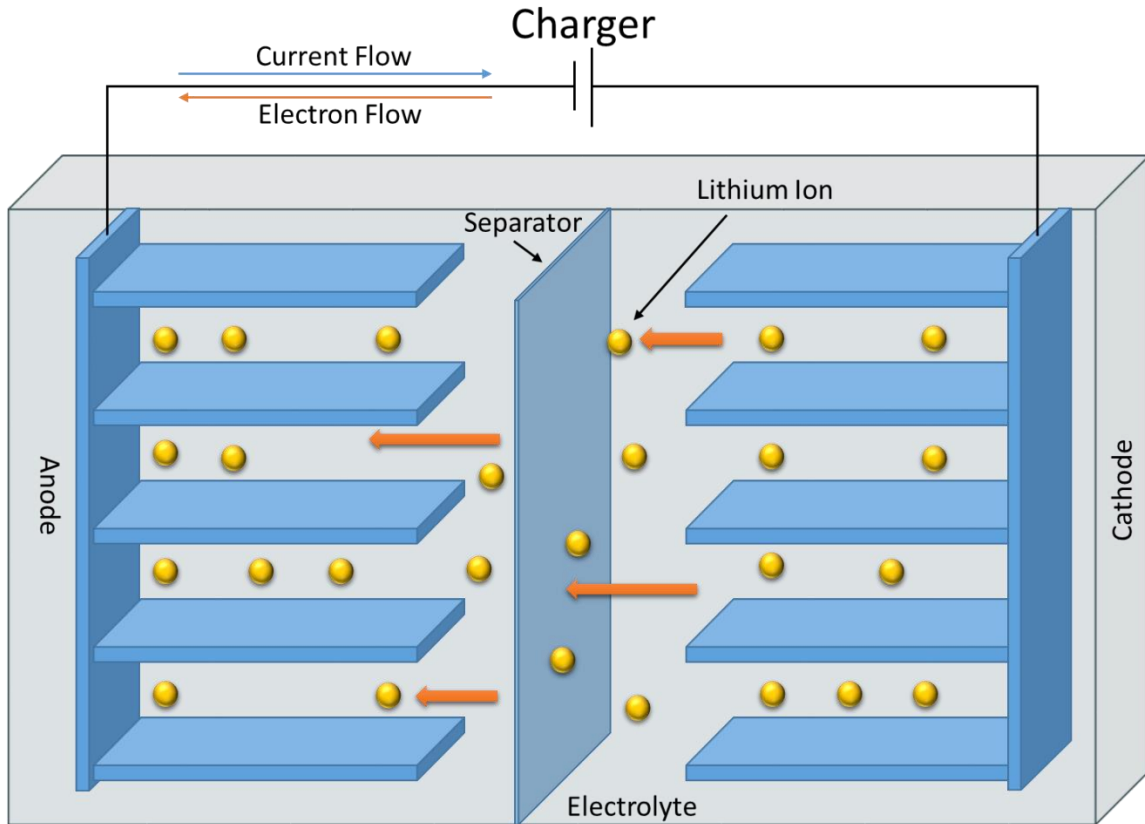 Charger
Current Flow
Electron Flow
Lithium Ion
Separator
Anode
Cathode
Electrolyte